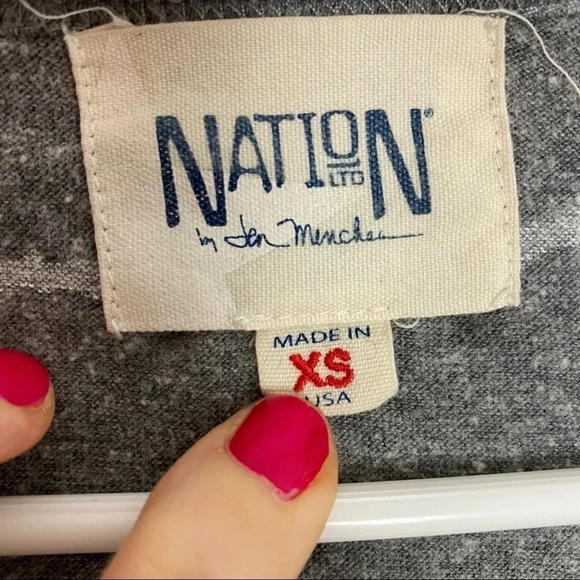 NATION®
LTD
by Jen Menchaca
MADE IN
XS
USA